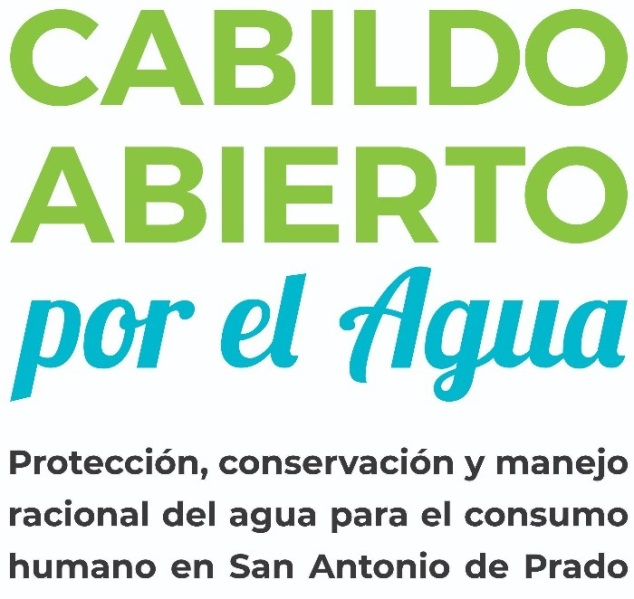 CABILDO
ABIERTO
por el Agua
Protección, conservación y manejo
racional del agua para el consumo
humano en San Antonio de Prado